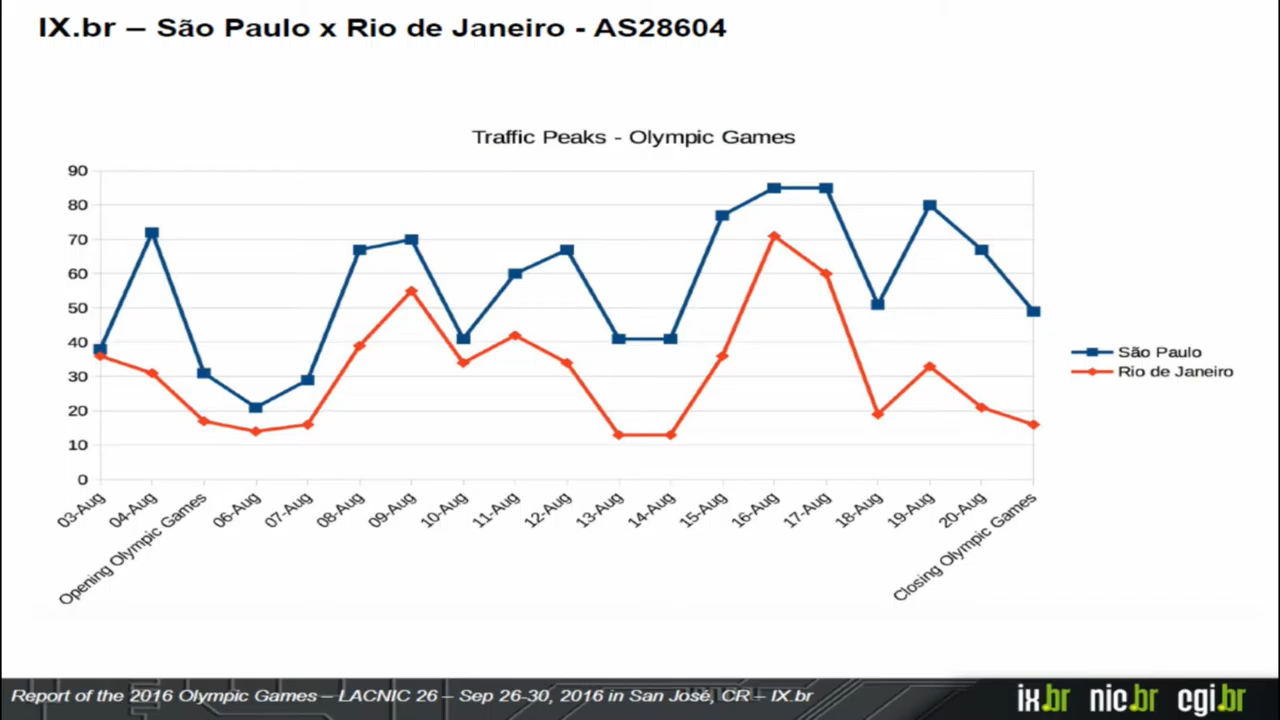 IX.br – São Paulo x Rio de Janeiro - AS28604
Traffic Peaks - Olympic Games
90
80
70
60
50
40
30
20
10
0
03-Aug
04-Aug
Opening Olympic Games
06-Aug
07-Aug
08-Aug
09-Aug
10-Aug
11-Aug
12-Aug
13-Aug
14-Aug
15-Aug
16-Aug
17-Aug
18-Aug
19-Aug
20-Aug
Closing Olympic Games
São Paulo
Rio de Janeiro
Report of the 2016 Olympic Games – LACNIC 26 – Sep 26-30, 2016 in San José, CR – IX.br
ix.br nic.br cgi.br